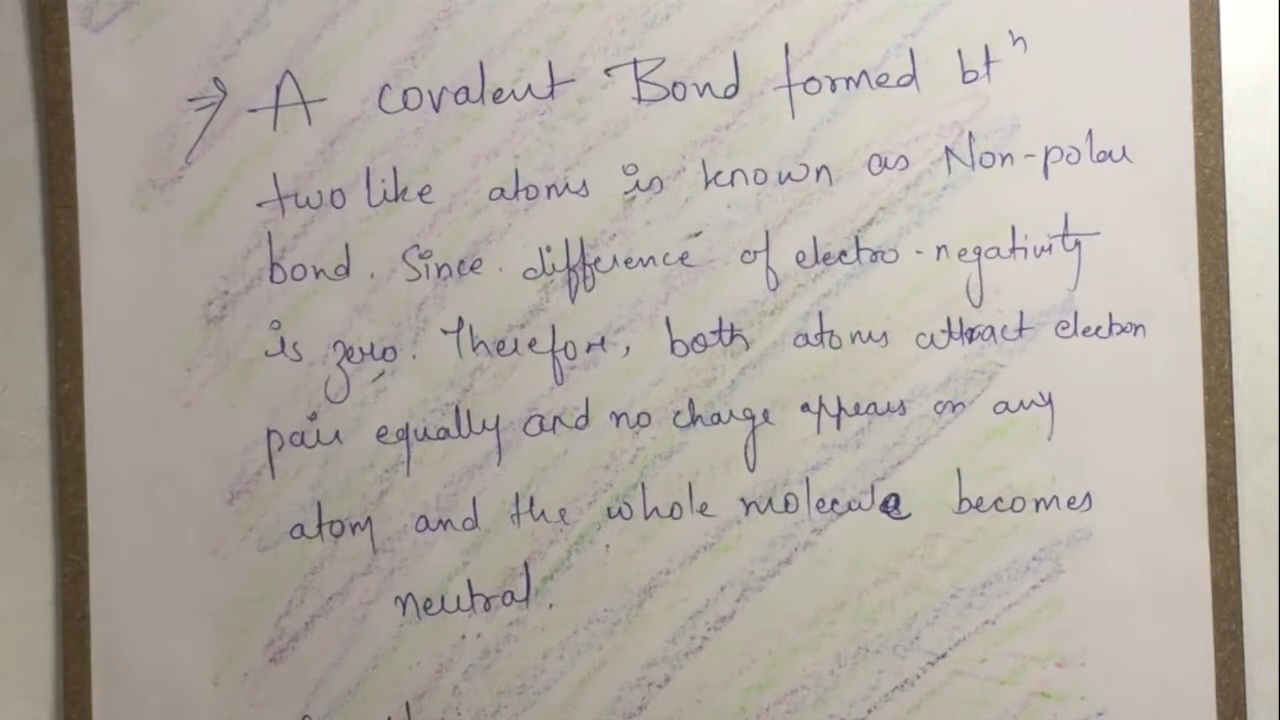 ⇒ A covalent Bond formed btⁿ
two like atoms is known as Non-polar
bond. Since difference of electro-negativity
is zero. Therefore, both atoms attract electron
pair equally and no charge appears on any
atom and the whole molecule becomes
neutral.